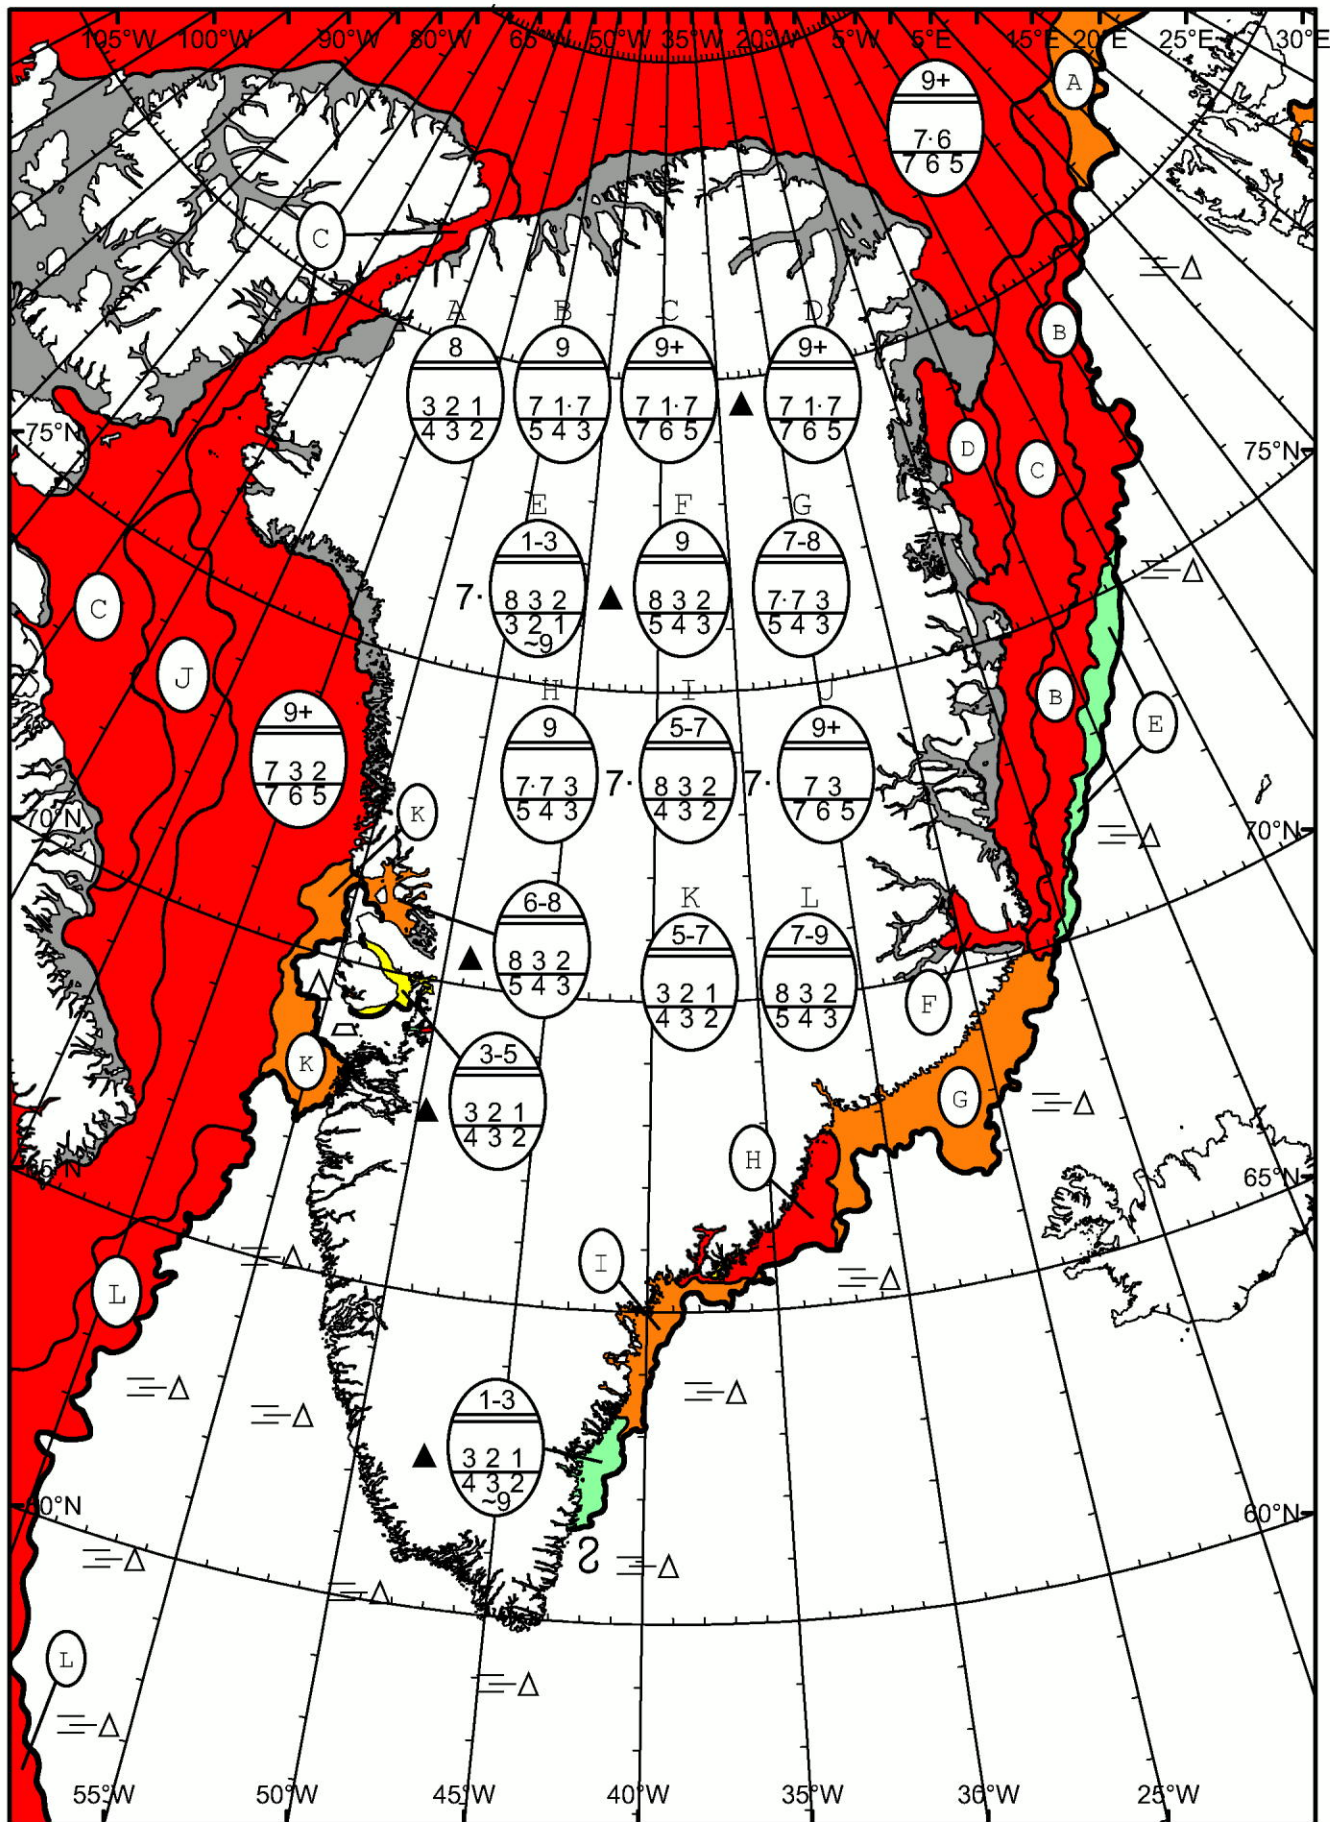 105°W 100°W 90°W 80°W 65°W 50°W 35°W 20°W 5°W 5°E 15°E 20°E 25°E 30°E
A
9+
7·6
7 6 5
C
A B C D
8 9 9+ 9+
3 2 1 7 1·7 7 1·7 7 1·7
4 3 2 5 4 3 7 6 5 7 6 5
B
75°N D C 75°N
E F G
1-3 9 7-8
7· 8 3 2 8 3 2 7·7 3
3 2 1 5 4 3 5 4 3
~9
C
J B E
H I J
9+ 9 5-7 9+
7 3 2 7·7 3 7· 8 3 2 7· 7 3
7 6 5 5 4 3 4 3 2 7 6 5
70°N K 70°N
6-8 K L
8 3 2 5-7 7-9
5 4 3 3 2 1 8 3 2
4 3 2 5 4 3
F
K 3-5
3 2 1 G
4 3 2
H
65°N 65°N
I
L
1-3
3 2 1
4 3 2
~9
60°N 60°N
L
55°W 50°W 45°W 40°W 35°W 30°W 25°W